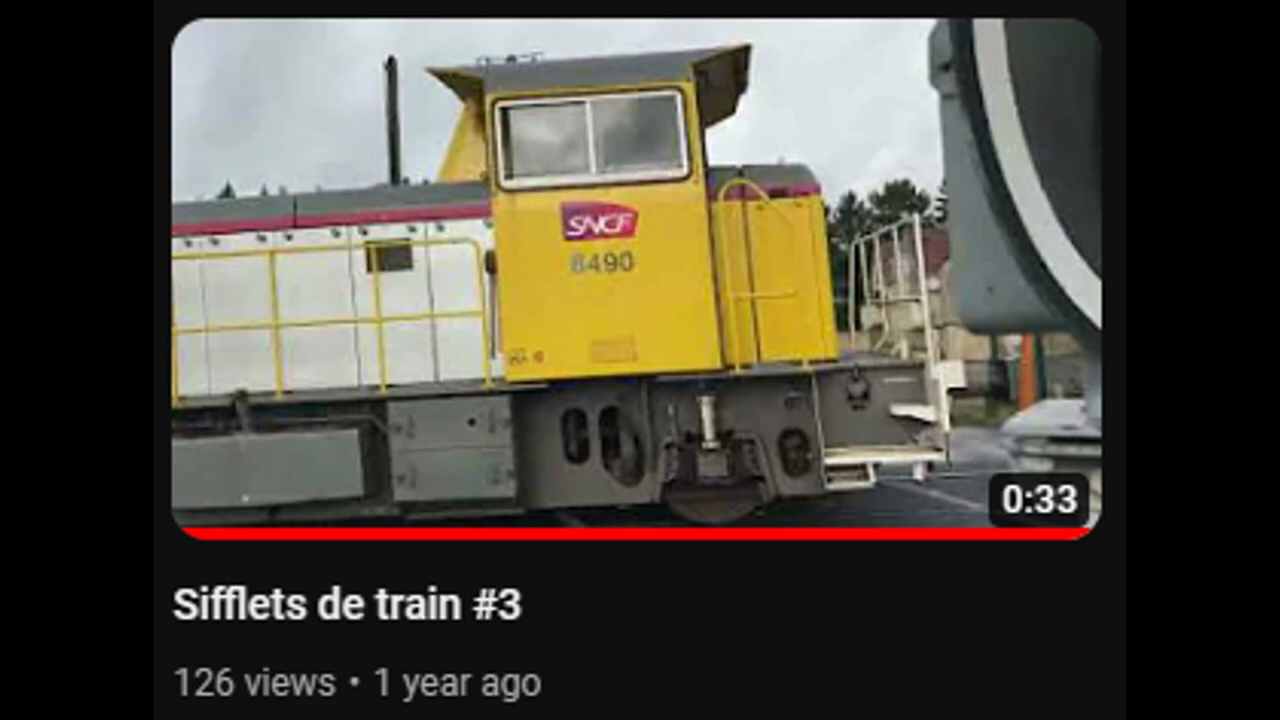 SNCF
8490
0:33
Sifflets de train #3
126 views • 1 year ago